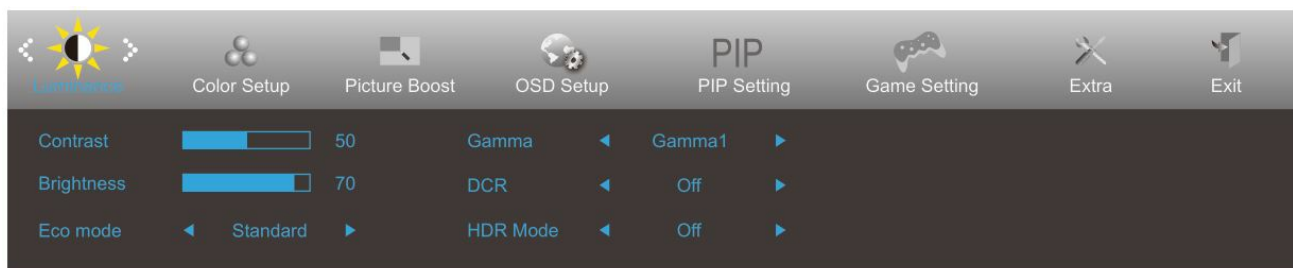 Luminance
Color Setup
Picture Boost
OSD Setup
PIP
PIP Setting
Game Setting
Extra
Exit
Contrast 50 Gamma Gamma1
Brightness 70 DCR Off
Eco mode Standard HDR Mode Off